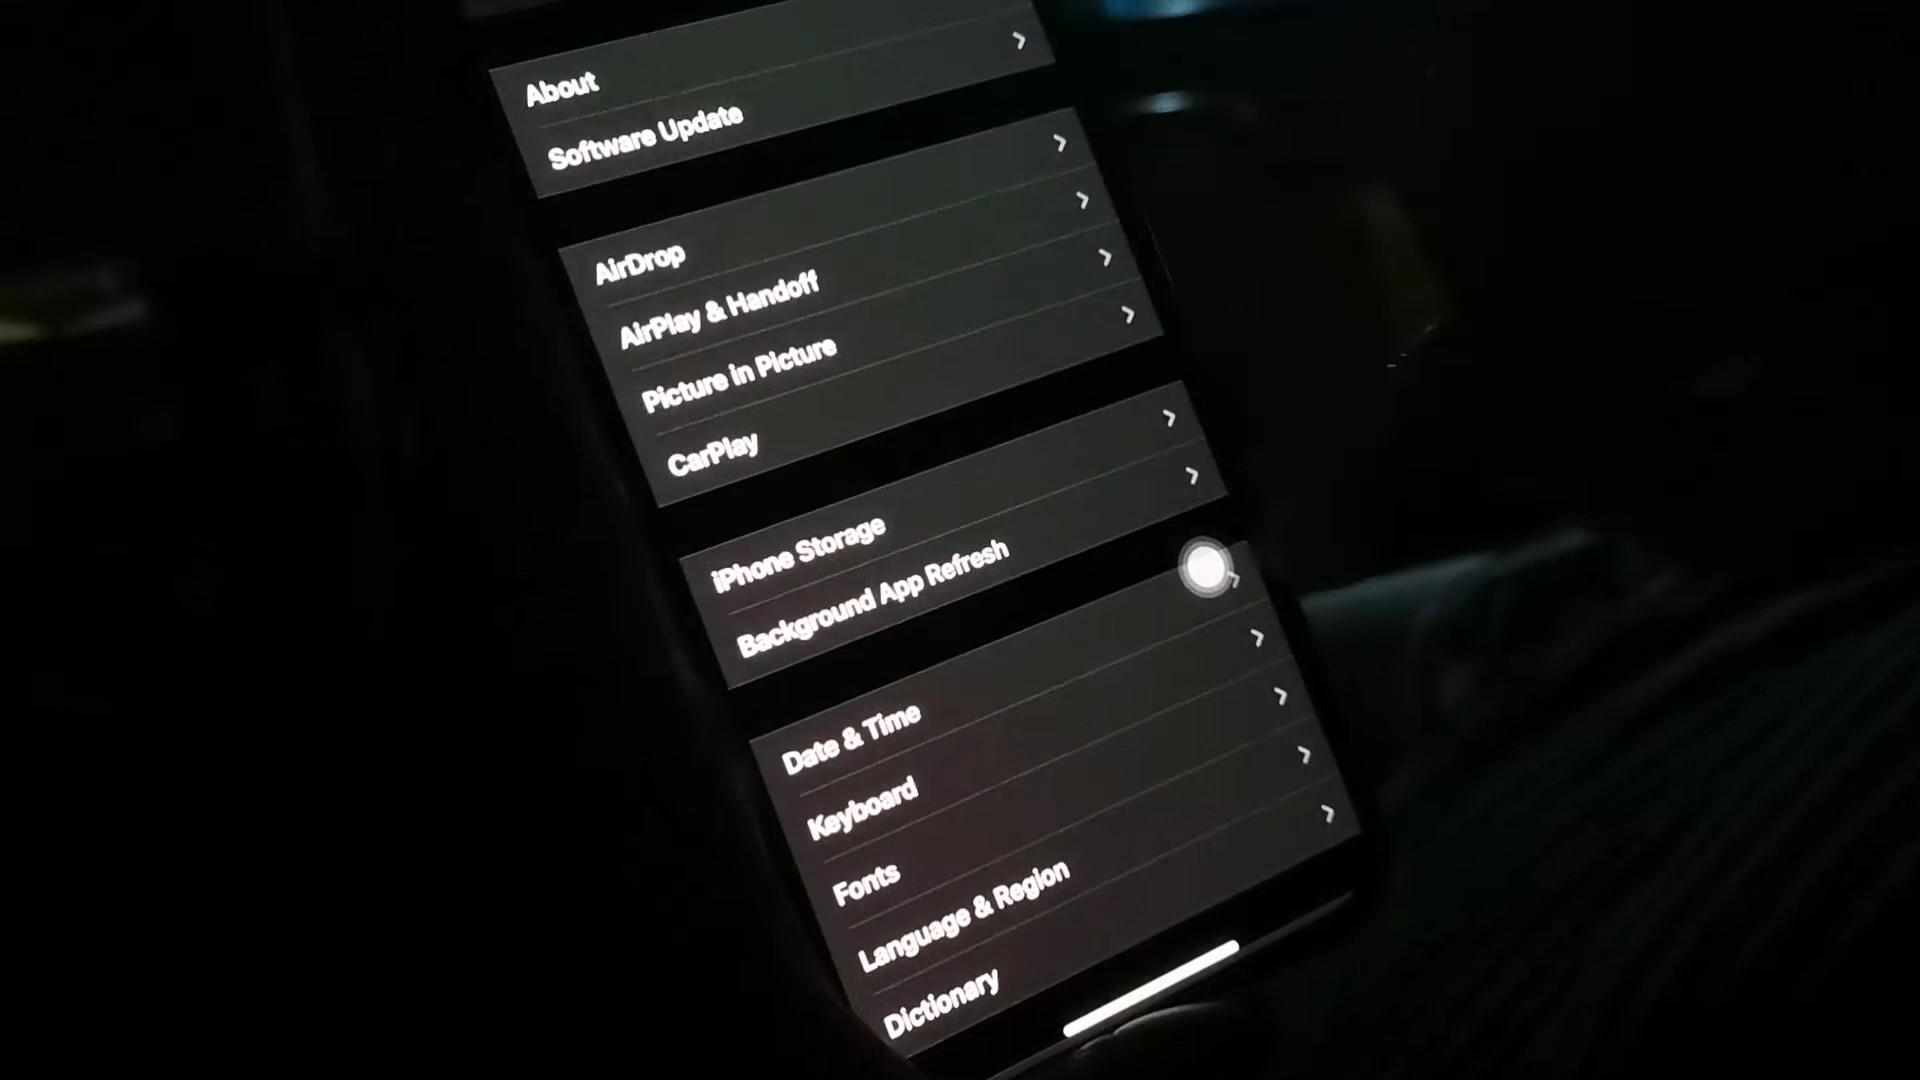 About
Software Update
AirDrop
AirPlay & Handoff
Picture in Picture
CarPlay
iPhone Storage
Background App Refresh
Date & Time
Keyboard
Fonts
Language & Region
Dictionary